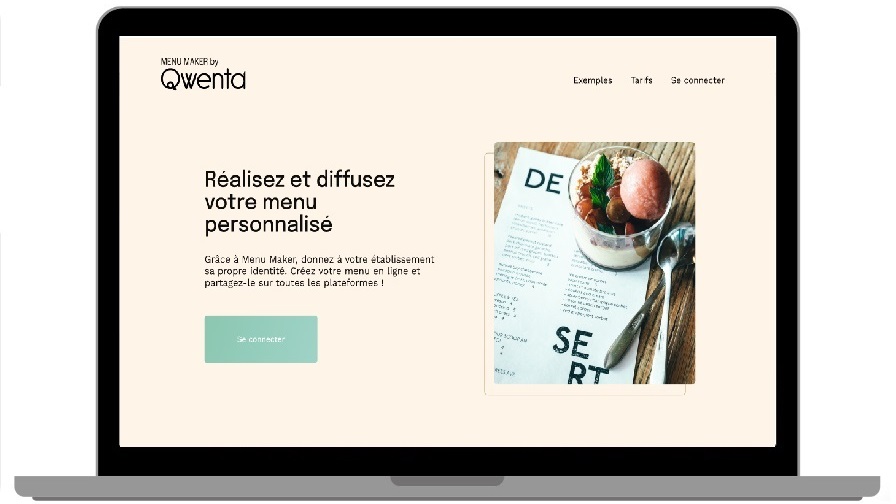 MENU MAKER by
Qwenta
Exemples Tarifs Se connecter
Réalisez et diffusez
votre menu
personnalisé
Grâce à Menu Maker, donnez à votre établissement
sa propre identité. Créez votre menu en ligne et
partagez-le sur toutes les plateformes !
Se connecter
DE
SE
RT